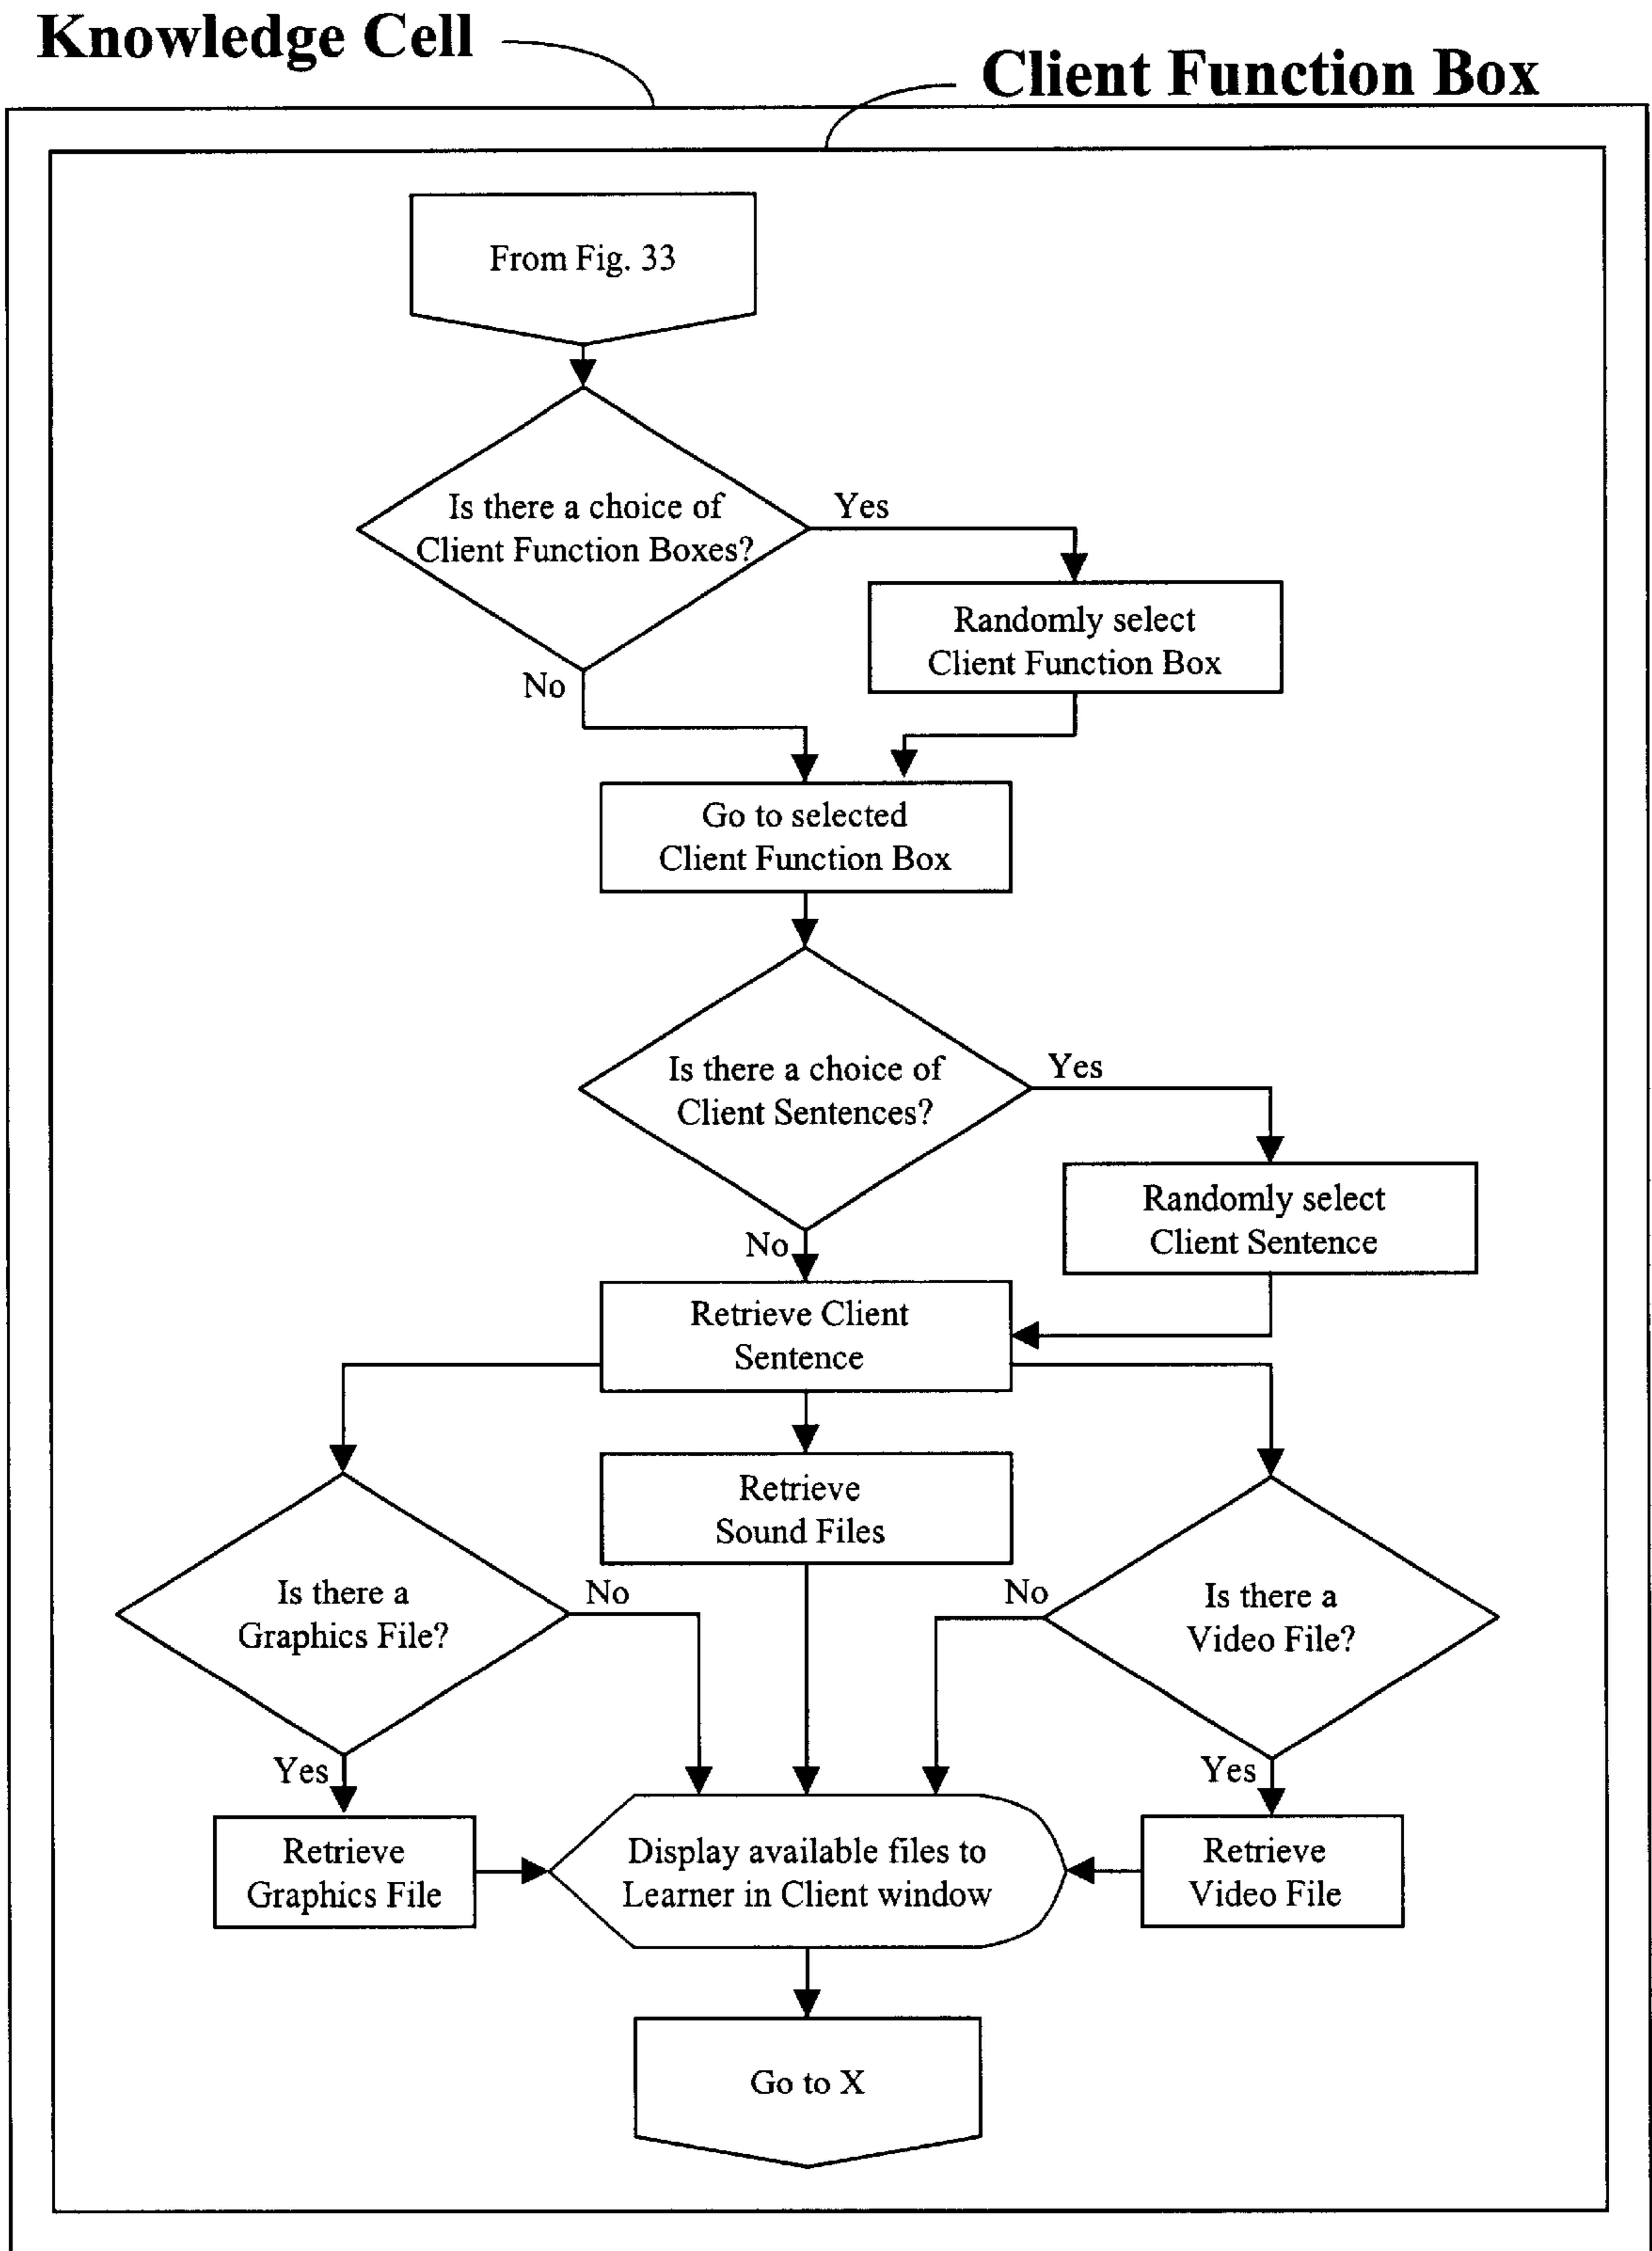 Knowledge Cell
Client Function Box
From Fig. 33
Is there a choice of
Client Function Boxes?
Yes
Randomly select
Client Function Box
No
Go to selected
Client Function Box
Is there a choice of
Client Sentences?
Yes
Randomly select
Client Sentence
No
Retrieve Client
Sentence
Retrieve
Sound Files
Is there a
Graphics File?
No
No
Is there a
Video File?
Yes
Yes
Retrieve
Graphics File
Display available files to
Learner in Client window
Retrieve
Video File
Go to X